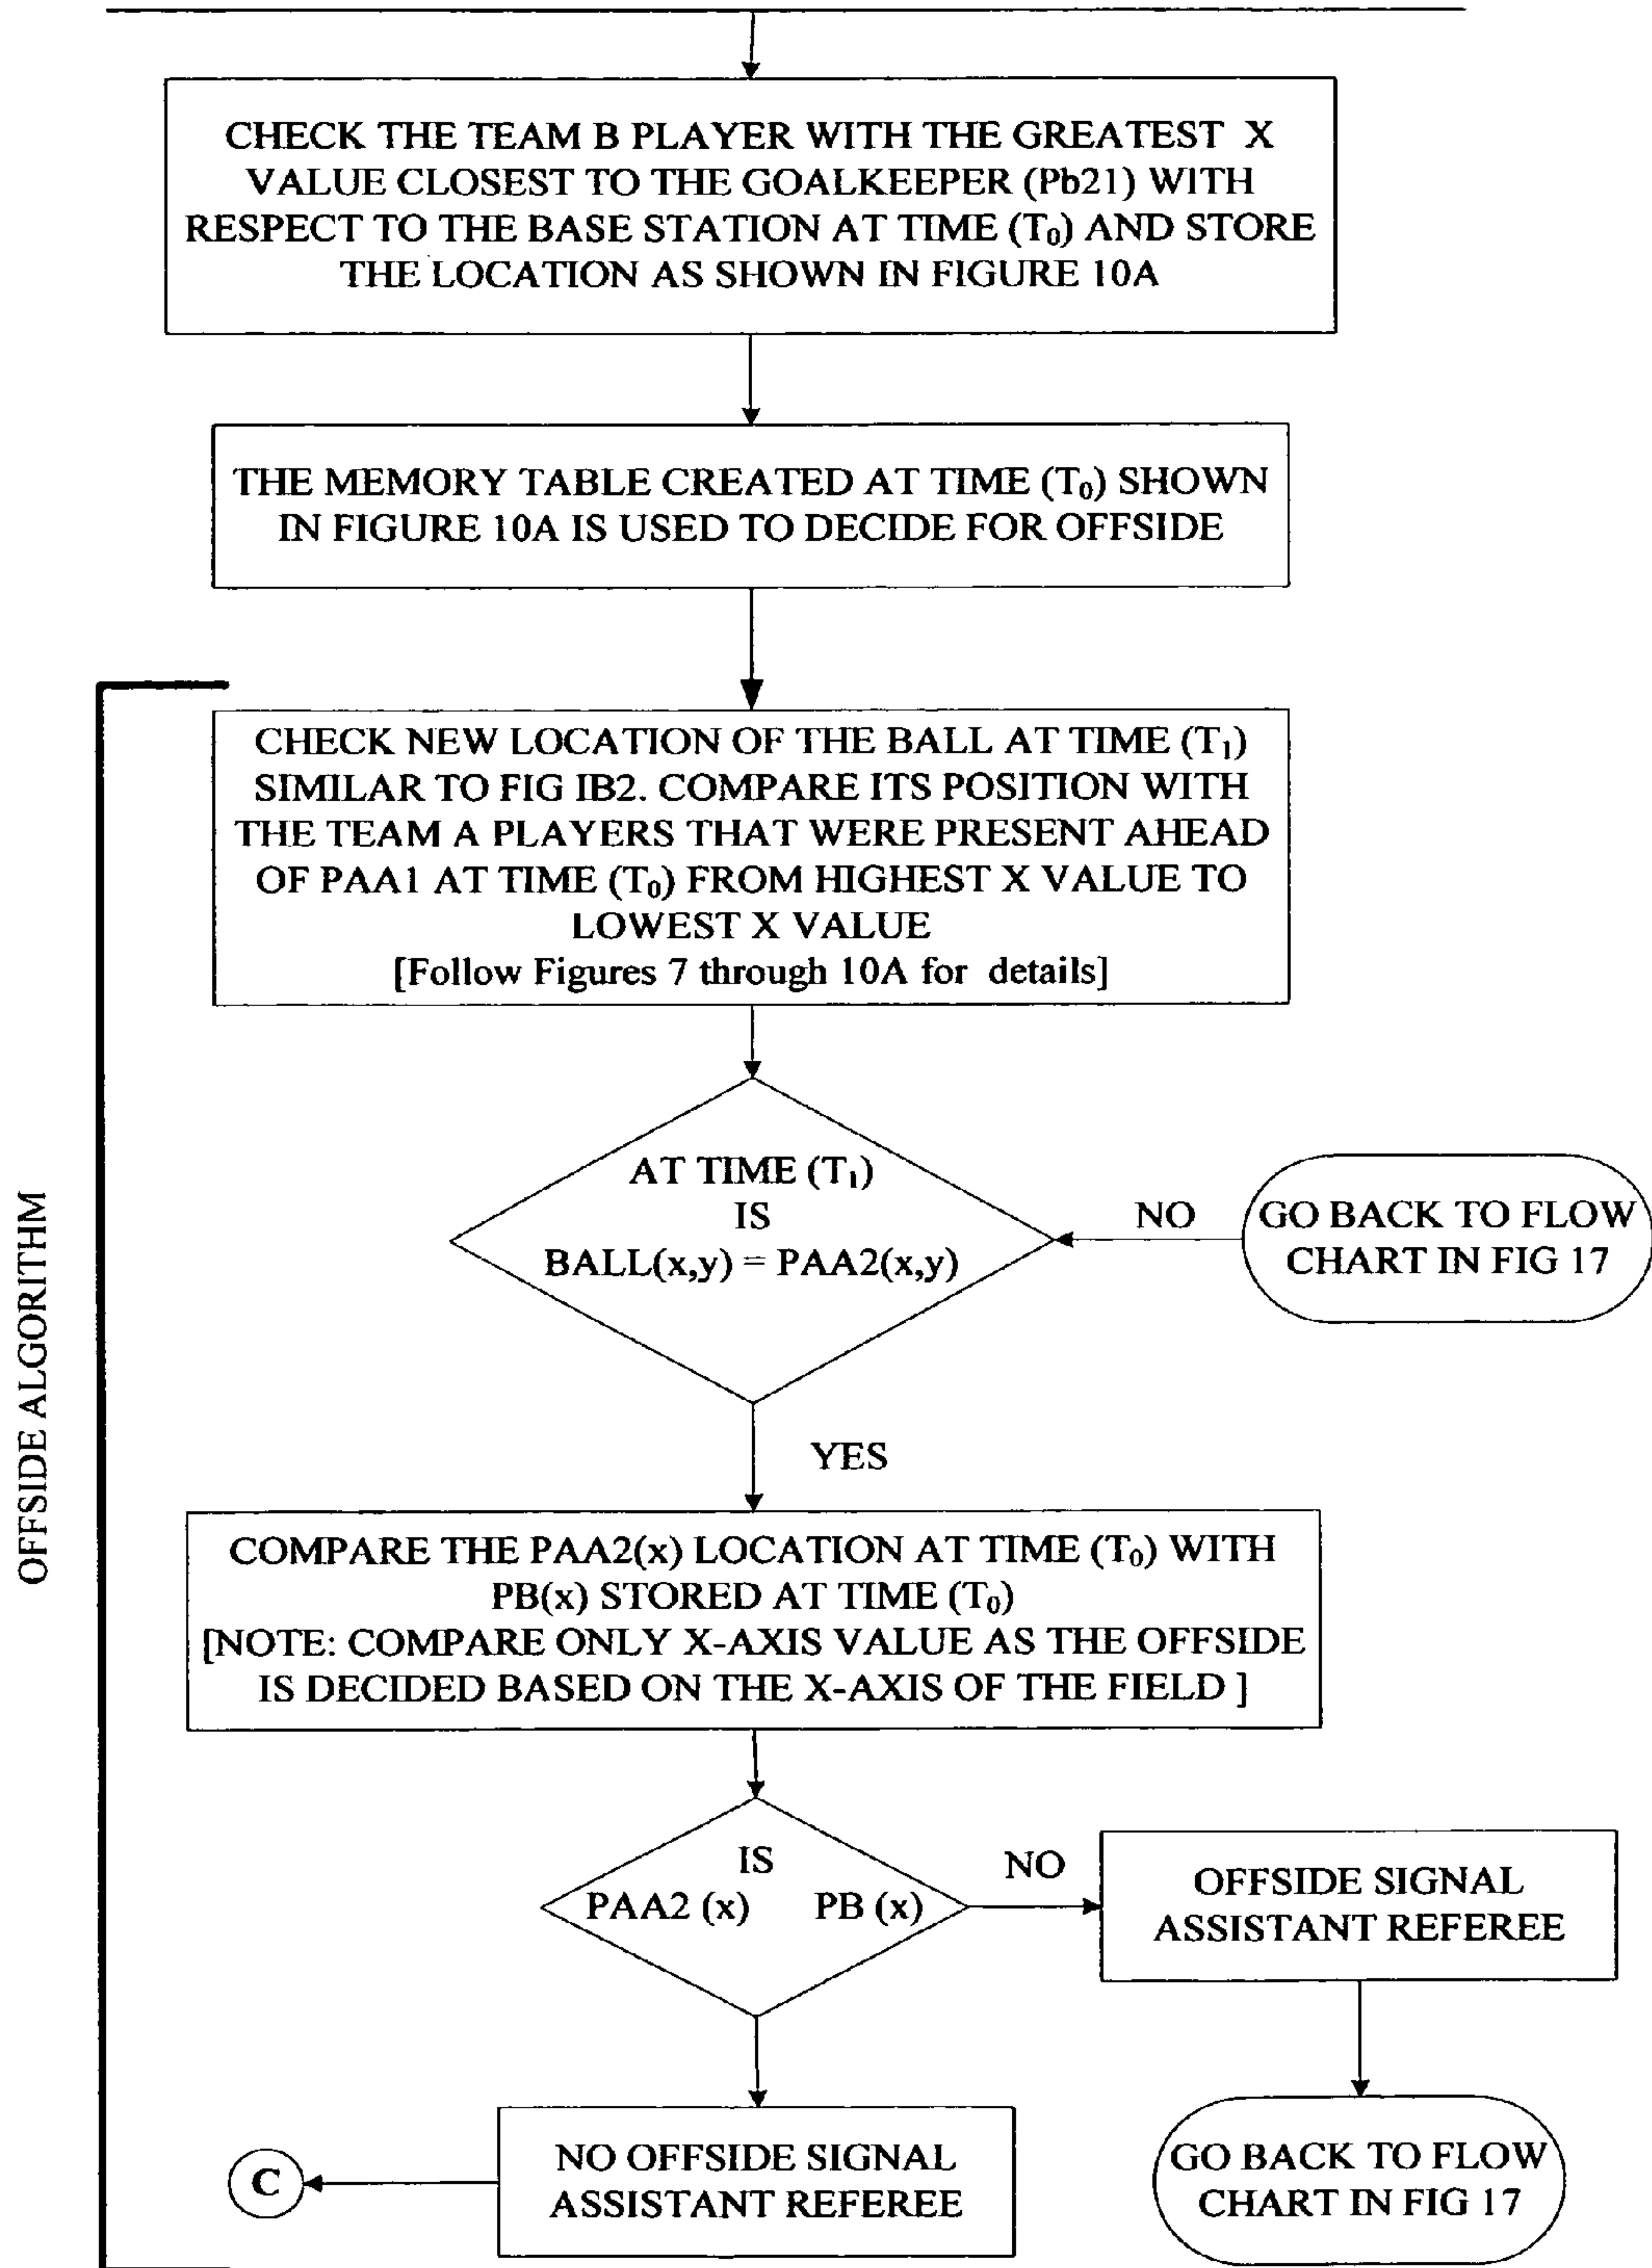 CHECK THE TEAM B PLAYER WITH THE GREATEST X
VALUE CLOSEST TO THE GOALKEEPER (Pb21) WITH
RESPECT TO THE BASE STATION AT TIME (T₀) AND STORE
THE LOCATION AS SHOWN IN FIGURE 10A
THE MEMORY TABLE CREATED AT TIME (T₀) SHOWN
IN FIGURE 10A IS USED TO DECIDE FOR OFFSIDE
OFFSIDE ALGORITHM
CHECK NEW LOCATION OF THE BALL AT TIME (T₁)
SIMILAR TO FIG IB2. COMPARE ITS POSITION WITH
THE TEAM A PLAYERS THAT WERE PRESENT AHEAD
OF PAA1 AT TIME (T₀) FROM HIGHEST X VALUE TO
LOWEST X VALUE
[Follow Figures 7 through 10A for details]
AT TIME (T₁)
IS
BALL(x,y) = PAA2(x,y)
NO
GO BACK TO FLOW
CHART IN FIG 17
YES
COMPARE THE PAA2(x) LOCATION AT TIME (T₀) WITH
PB(x) STORED AT TIME (T₀)
[NOTE: COMPARE ONLY X-AXIS VALUE AS THE OFFSIDE
IS DECIDED BASED ON THE X-AXIS OF THE FIELD ]
IS
PAA2 (x) PB (x)
NO
OFFSIDE SIGNAL
ASSISTANT REFEREE
NO OFFSIDE SIGNAL
ASSISTANT REFEREE
C
GO BACK TO FLOW
CHART IN FIG 17